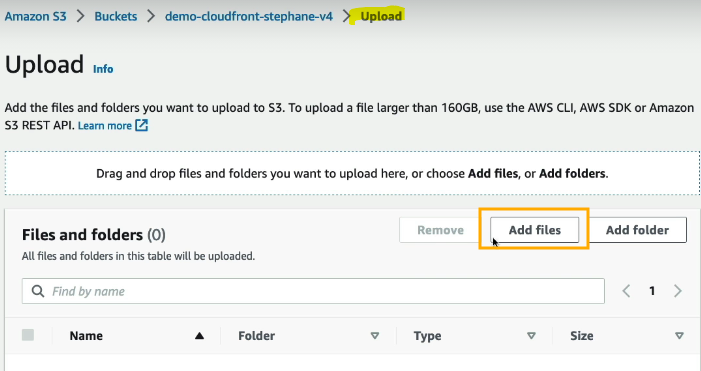 Amazon S3 > Buckets > demo-cloudfront-stephane-v4 > Upload
Upload Info
Add the files and folders you want to upload to S3. To upload a file larger than 160GB, use the AWS CLI, AWS SDK or Amazon
S3 REST API. Learn more
Drag and drop files and folders you want to upload here, or choose Add files, or Add folders.
Files and folders (0)
Remove Add files Add folder
All files and folders in this table will be uploaded.
Find by name
< 1 >
Name Folder Type Size